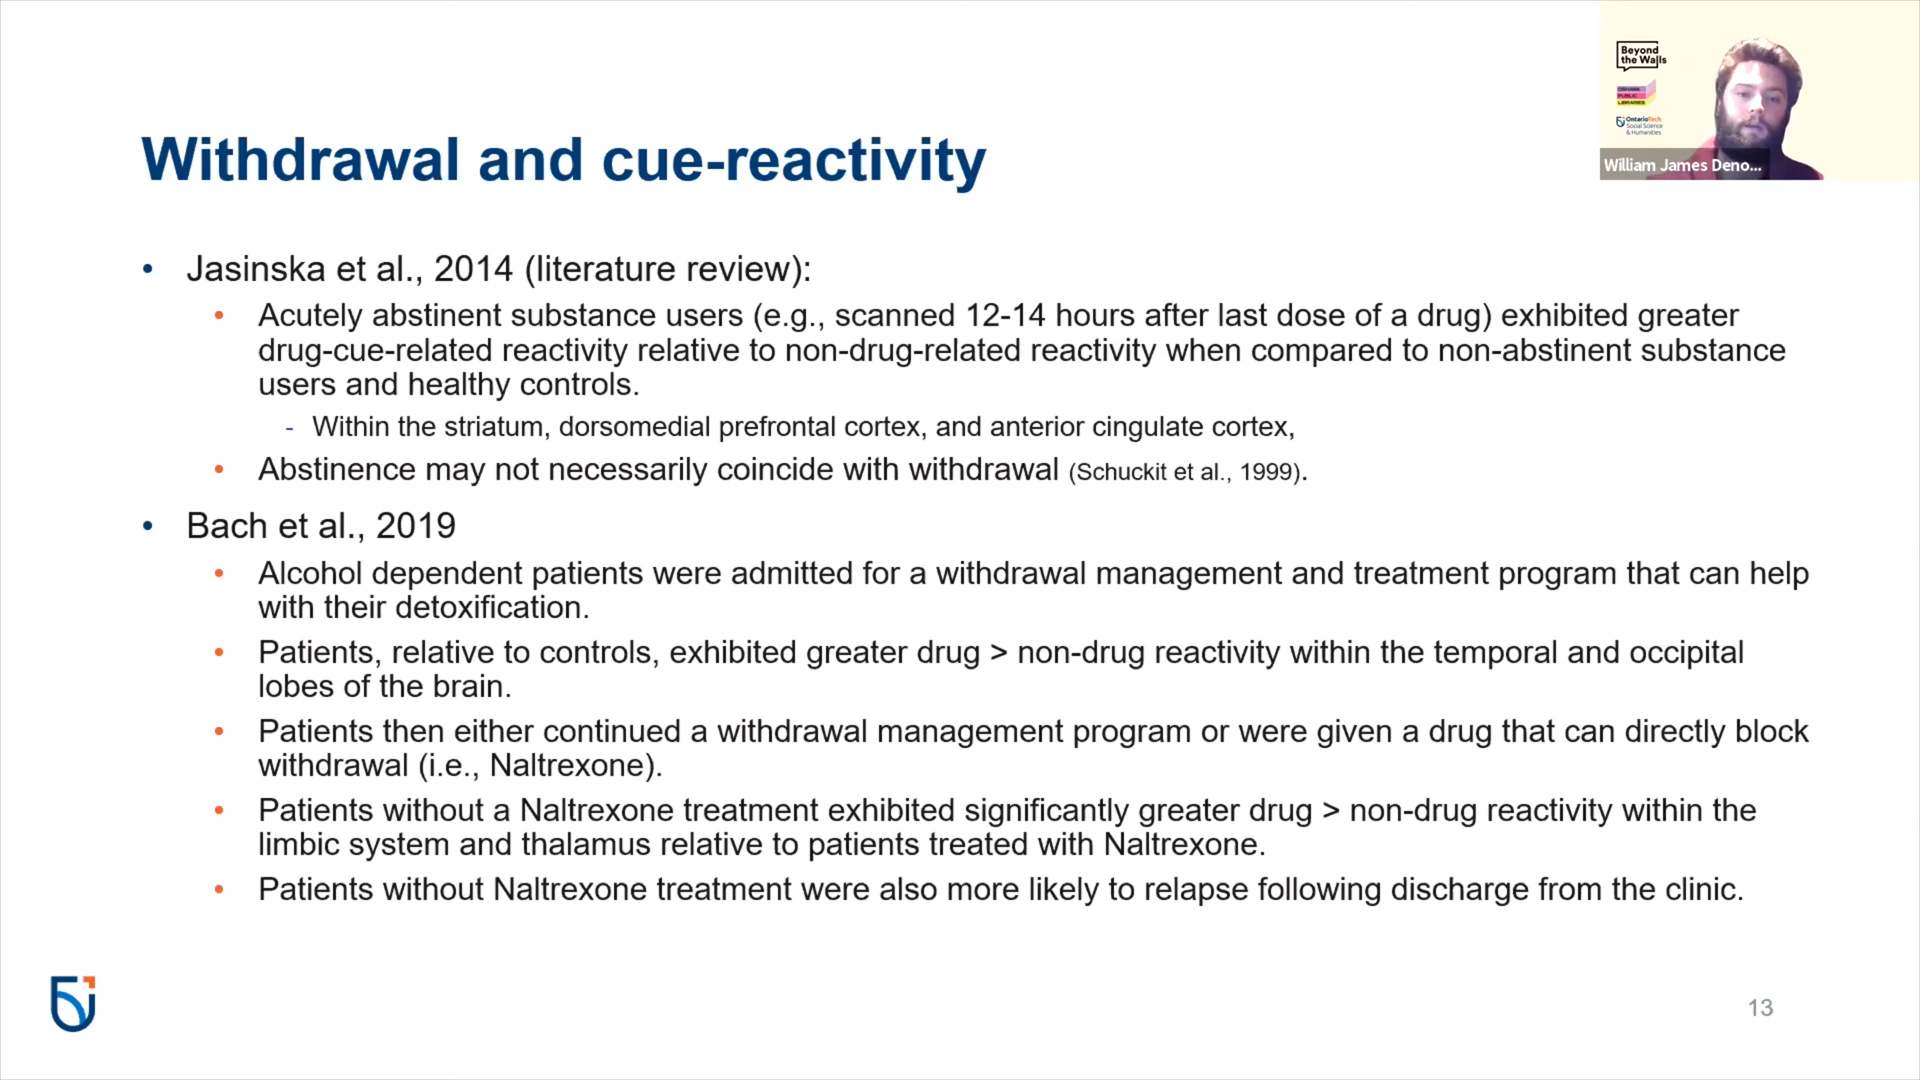 Beyond
the Walls
OSHAWA
PUBLIC
LIBRARIES
OntarioTech
Social Science
& Humanities
William James Deno...
Withdrawal and cue-reactivity
• Jasinska et al., 2014 (literature review):
• Acutely abstinent substance users (e.g., scanned 12-14 hours after last dose of a drug) exhibited greater
drug-cue-related reactivity relative to non-drug-related reactivity when compared to non-abstinent substance
users and healthy controls.
- Within the striatum, dorsomedial prefrontal cortex, and anterior cingulate cortex,
• Abstinence may not necessarily coincide with withdrawal (Schuckit et al., 1999).
• Bach et al., 2019
• Alcohol dependent patients were admitted for a withdrawal management and treatment program that can help
with their detoxification.
• Patients, relative to controls, exhibited greater drug > non-drug reactivity within the temporal and occipital
lobes of the brain.
• Patients then either continued a withdrawal management program or were given a drug that can directly block
withdrawal (i.e., Naltrexone).
• Patients without a Naltrexone treatment exhibited significantly greater drug > non-drug reactivity within the
limbic system and thalamus relative to patients treated with Naltrexone.
• Patients without Naltrexone treatment were also more likely to relapse following discharge from the clinic.
13